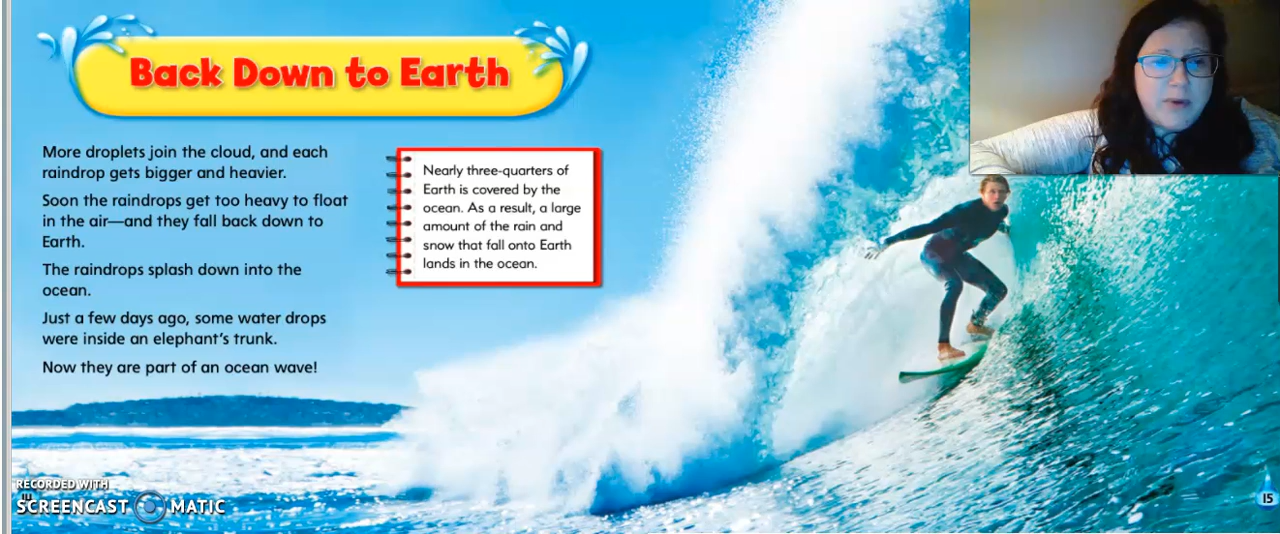 Back Down to Earth
More droplets join the cloud, and each
raindrop gets bigger and heavier.
Soon the raindrops get too heavy to float
in the air—and they fall back down to
Earth.
The raindrops splash down into the
ocean.
Just a few days ago, some water drops
were inside an elephant's trunk.
Now they are part of an ocean wave!
Nearly three-quarters of
Earth is covered by the
ocean. As a result, a large
amount of the rain and
snow that fall onto Earth
lands in the ocean.
RECORDED WITH
14
SCREENCAST MATIC
15